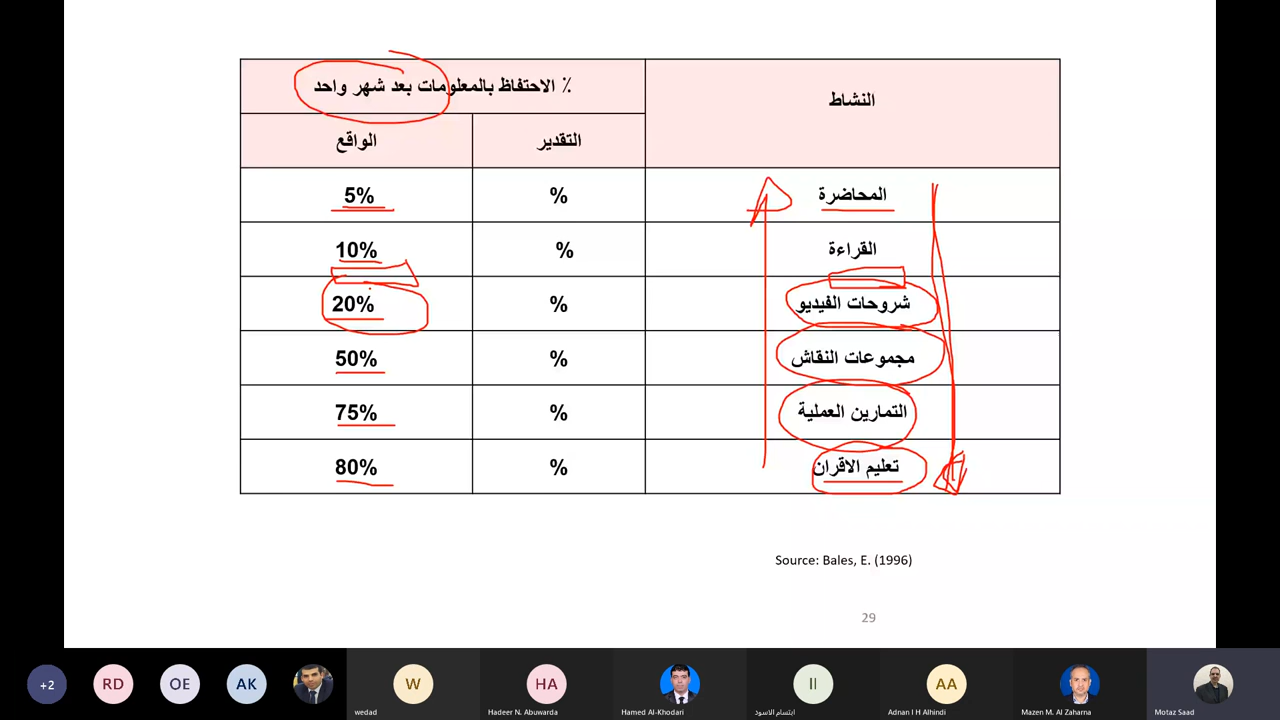 النشاط
٪ الاحتفاظ بالمعلومات بعد شهر واحد
التقدير
الواقع
المحاضرة
%
5%
القراءة
%
10%
شروحات الفيديو
%
20%
مجموعات النقاش
%
50%
التمارين العملية
%
75%
تعليم الاقران
%
80%
Source: Bales, E. (1996)
29
+2
RD
OE
AK
W
wedad
HA
Hadeer N. Abuwarda
Hamed Al-Khodari
II
ابتسام الاسود
AA
Adnan I H Alhindi
Mazen M. Al Zaharna
Motaz Saad